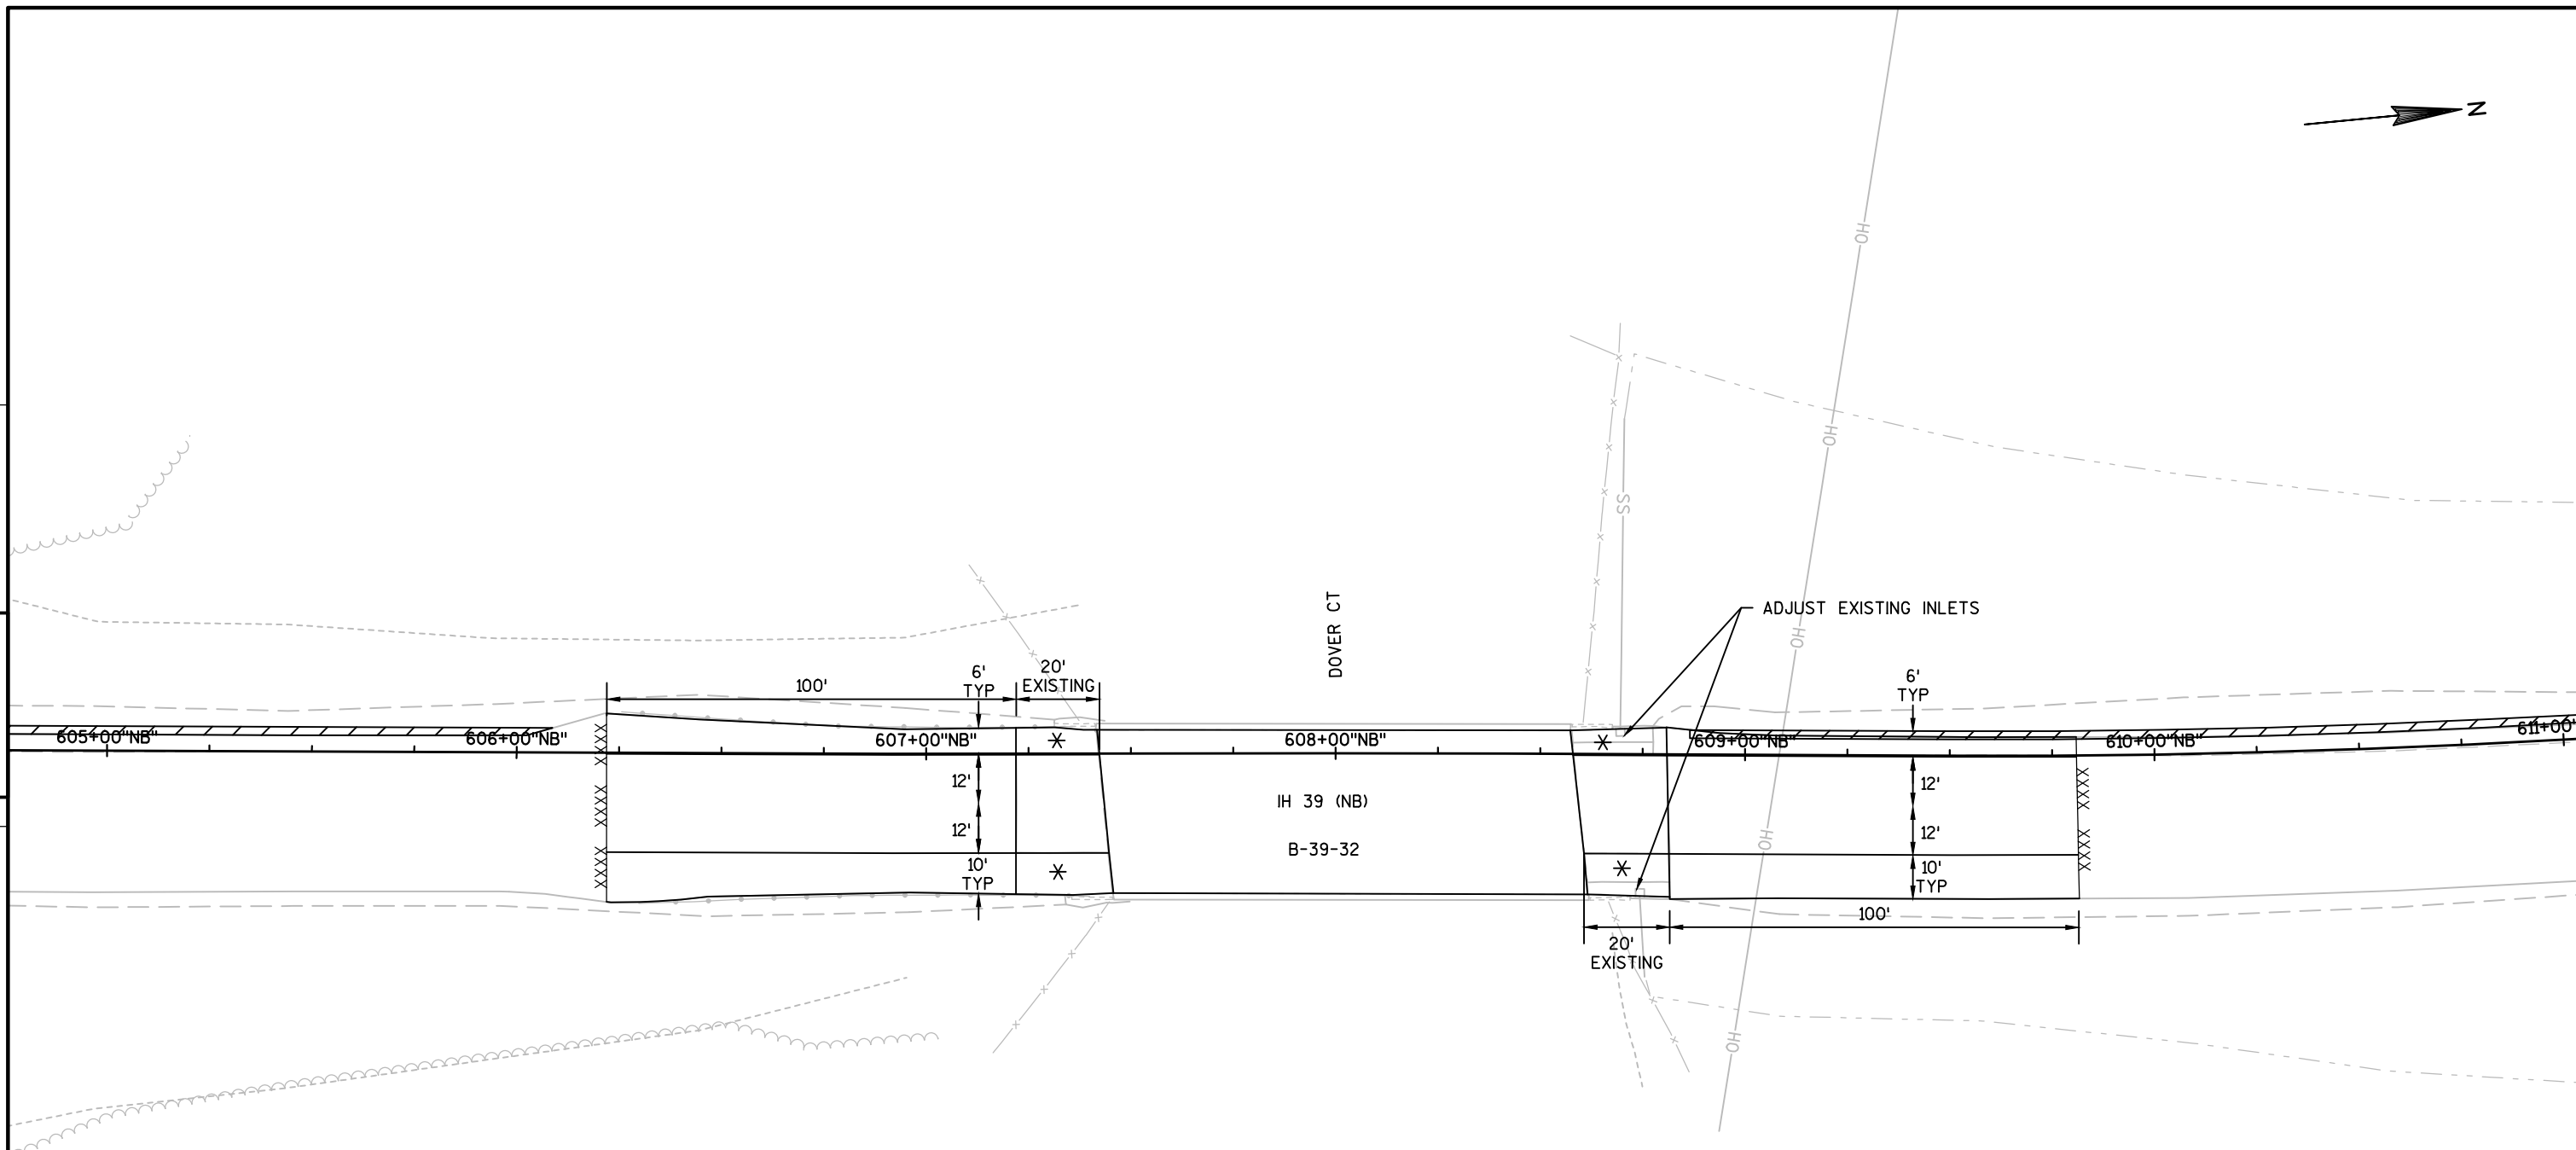 N
OH
OH
SS
DOVER CT
ADJUST EXISTING INLETS
OH
6'
TYP
20'
EXISTING
100'
6'
TYP
605+00"NB"
606+00"NB"
607+00"NB"
608+00"NB"
609+00"NB"
610+00"NB"
611+00"
12'
12'
IH 39 (NB)
12'
12'
B-39-32
OH
10'
TYP
10'
TYP
100'
20'
EXISTING
OH